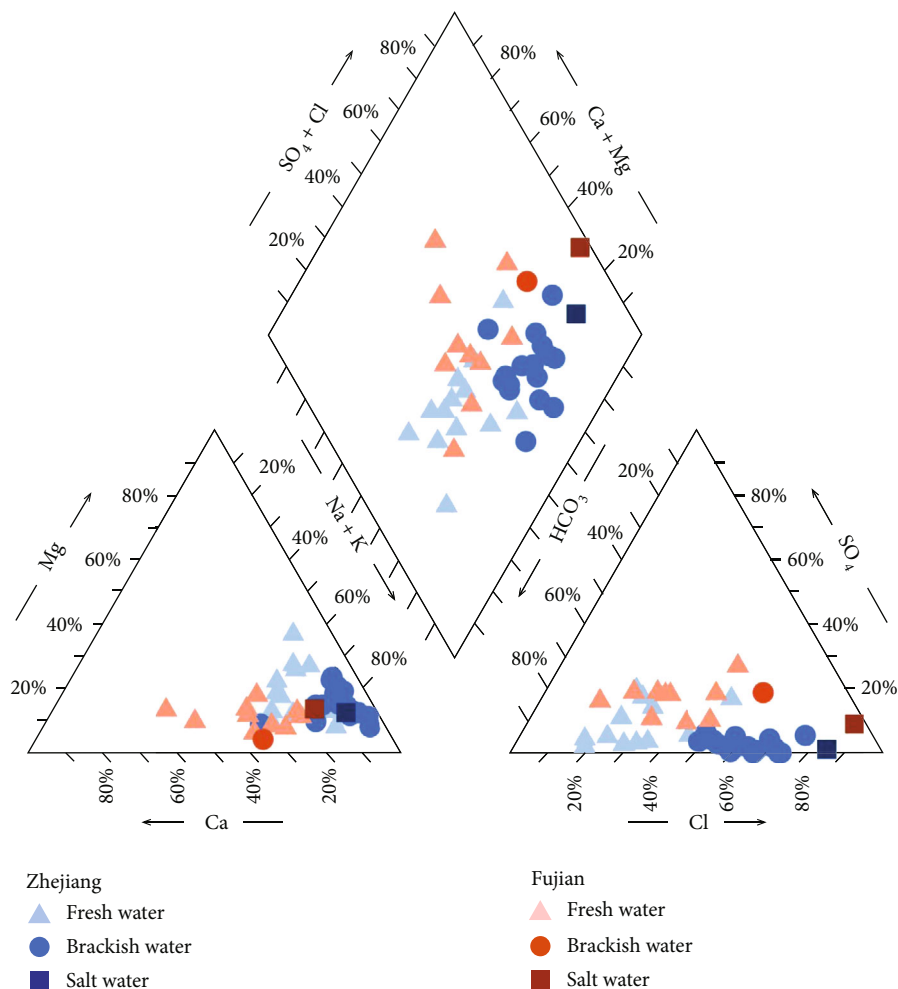 80%
80%
60%
60%
SO4 + Cl
Ca + Mg
40%
40%
20%
20%
20%
20%
80%
Na + K
HCO3
80%
Mg
40%
40%
SO4
60%
60%
60%
60%
40%
40%
80%
80%
20%
20%
80%
60%
40%
20%
20%
40%
60%
80%
Ca
Cl
Zhejiang
Fresh water
Brackish water
Salt water
Fujian
Fresh water
Brackish water
Salt water